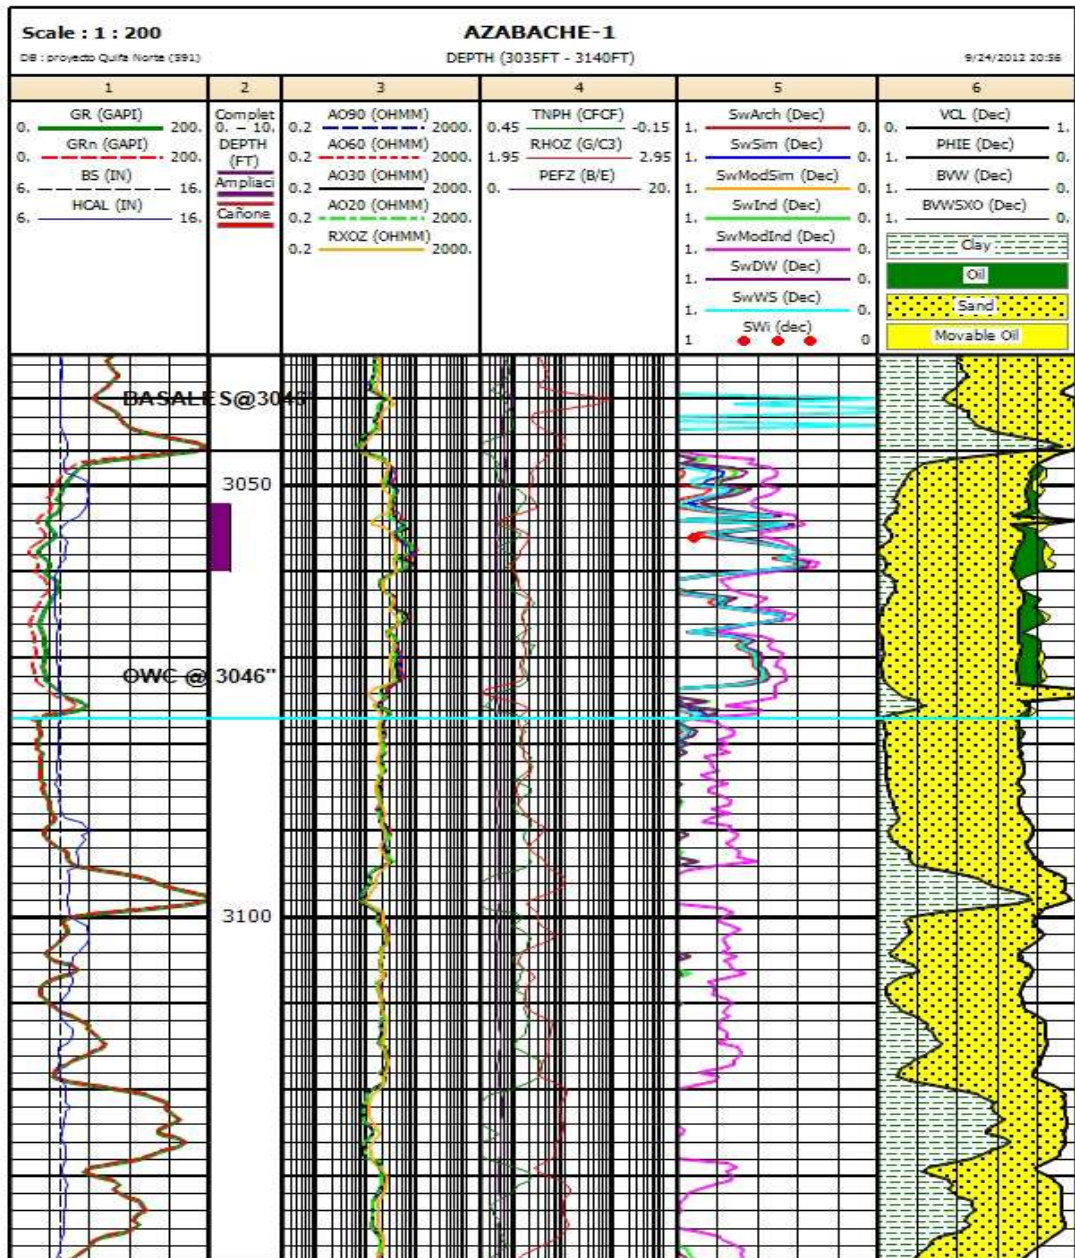 Scale : 1 : 200
AZABACHE-1
DB : proyecto Quifa Norte (591)
DEPTH (3035FT - 3140FT)
9/24/2012 20:56
1 2 3 4 5 6
GR (GAPI)
0. 200.
GRn (GAPI)
0. 200.
BS (IN)
6. 16.
HCAL (IN)
6. 16.
Complet
0. - 10.
DEPTH
(FT)
Ampliaci
Cañone
AO90 (OHMM)
0.2 2000.
AO60 (OHMM)
0.2 2000.
AO30 (OHMM)
0.2 2000.
AO20 (OHMM)
0.2 2000.
RXOZ (OHMM)
0.2 2000.
TNPH (CFCF)
0.45 -0.15
RHOZ (G/C3)
1.95 2.95
PEFZ (B/E)
0. 20.
SwArch (Dec)
1. 0.
SwSim (Dec)
1. 0.
SwModSim (Dec)
1. 0.
SwInd (Dec)
1. 0.
SwModInd (Dec)
1. 0.
SwDW (Dec)
1. 0.
SwWS (Dec)
1. 0.
SWi (dec)
1 0
VCL (Dec)
0. 1.
PHIE (Dec)
1. 0.
BVW (Dec)
1. 0.
BVWSXO (Dec)
1. 0.
Clay
Oil
Sand
Movable Oil
BASALES@3046'
3050
OWC @ 3046"
3100